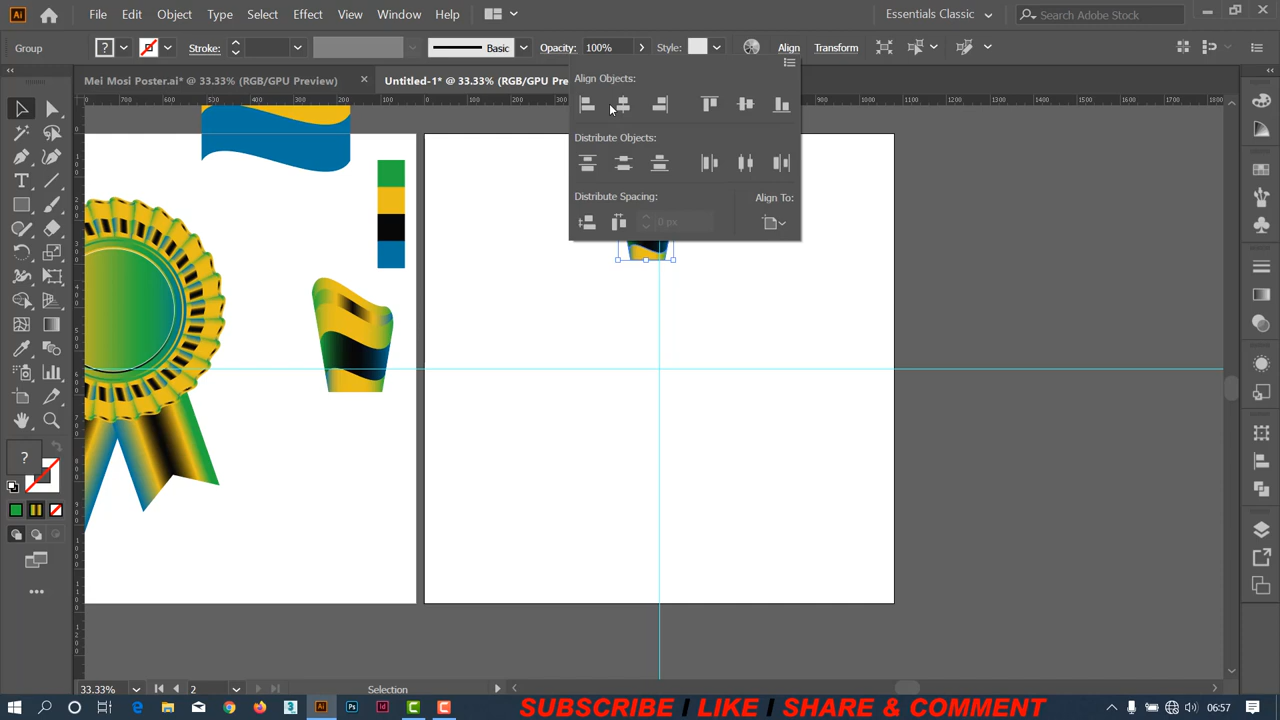 Ai File Edit Object Type Select Effect View Window Help Essentials Classic Search Adobe Stock
Group ? Stroke: Basic Opacity: 100% Style: Align Transform
Mei Mosi Poster.ai* @ 33.33% (RGB/GPU Preview) × Untitled-1* @ 33.33% (RGB/GPU Pre
Align Objects:
Distribute Objects:
Distribute Spacing: Align To:
0 px
?
33.33% 2 Selection
SUBSCRIBE I LIKE I SHARE & COMMENT
06:57